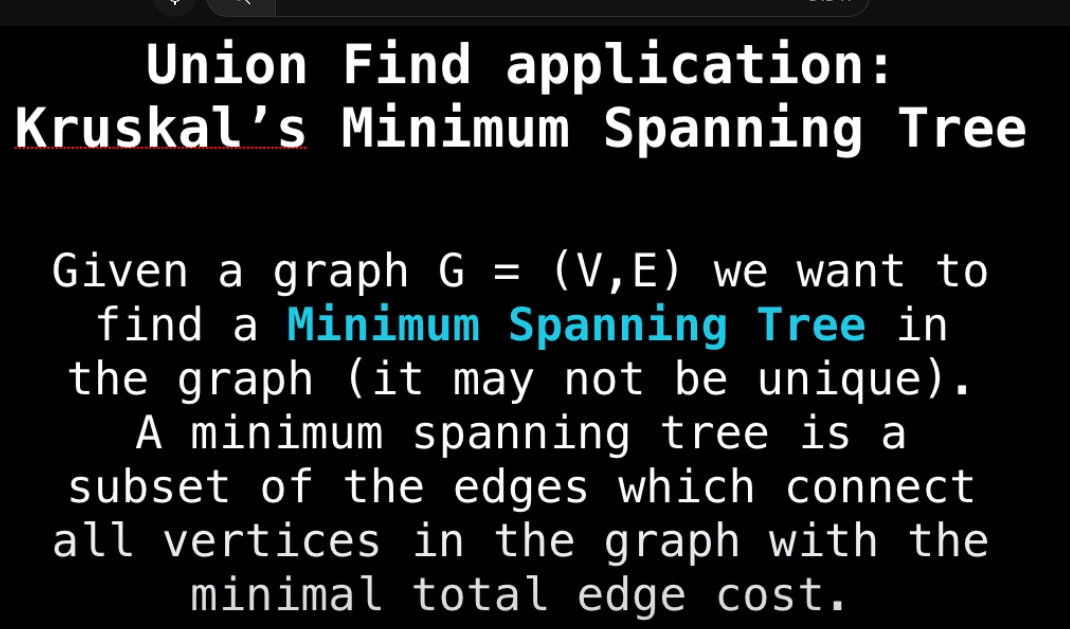 Union Find application:
Kruskal’s Minimum Spanning Tree
Given a graph G = (V,E) we want to
find a Minimum Spanning Tree in
the graph (it may not be unique).
A minimum spanning tree is a
subset of the edges which connect
all vertices in the graph with the
minimal total edge cost.